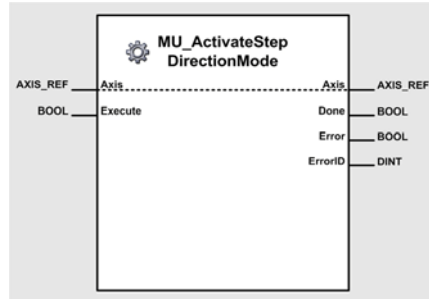 MU_ActivateStep
DirectionMode
AXIS_REF Axis Axis AXIS_REF
BOOL Execute Done BOOL
Error BOOL
ErrorID DINT